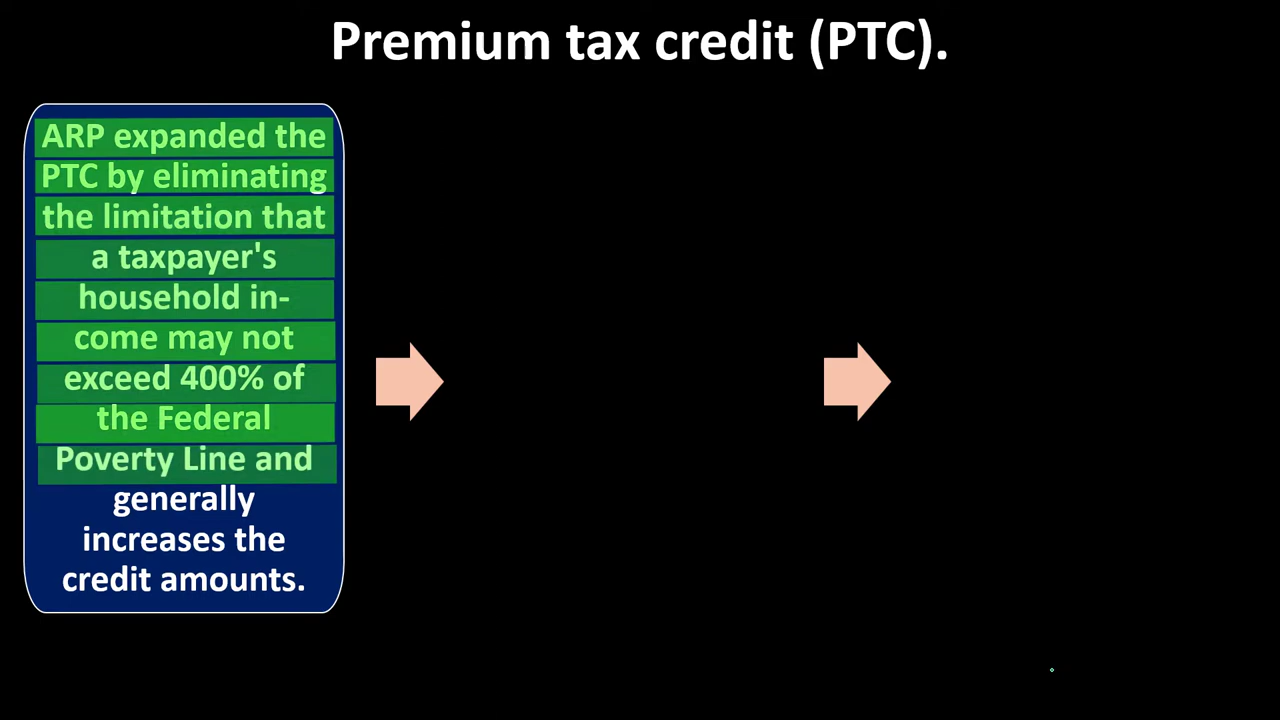 Premium tax credit (PTC).
ARP expanded the
PTC by eliminating
the limitation that
a taxpayer's
household in-
come may not
exceed 400% of
the Federal
Poverty Line and
generally
increases the
credit amounts.